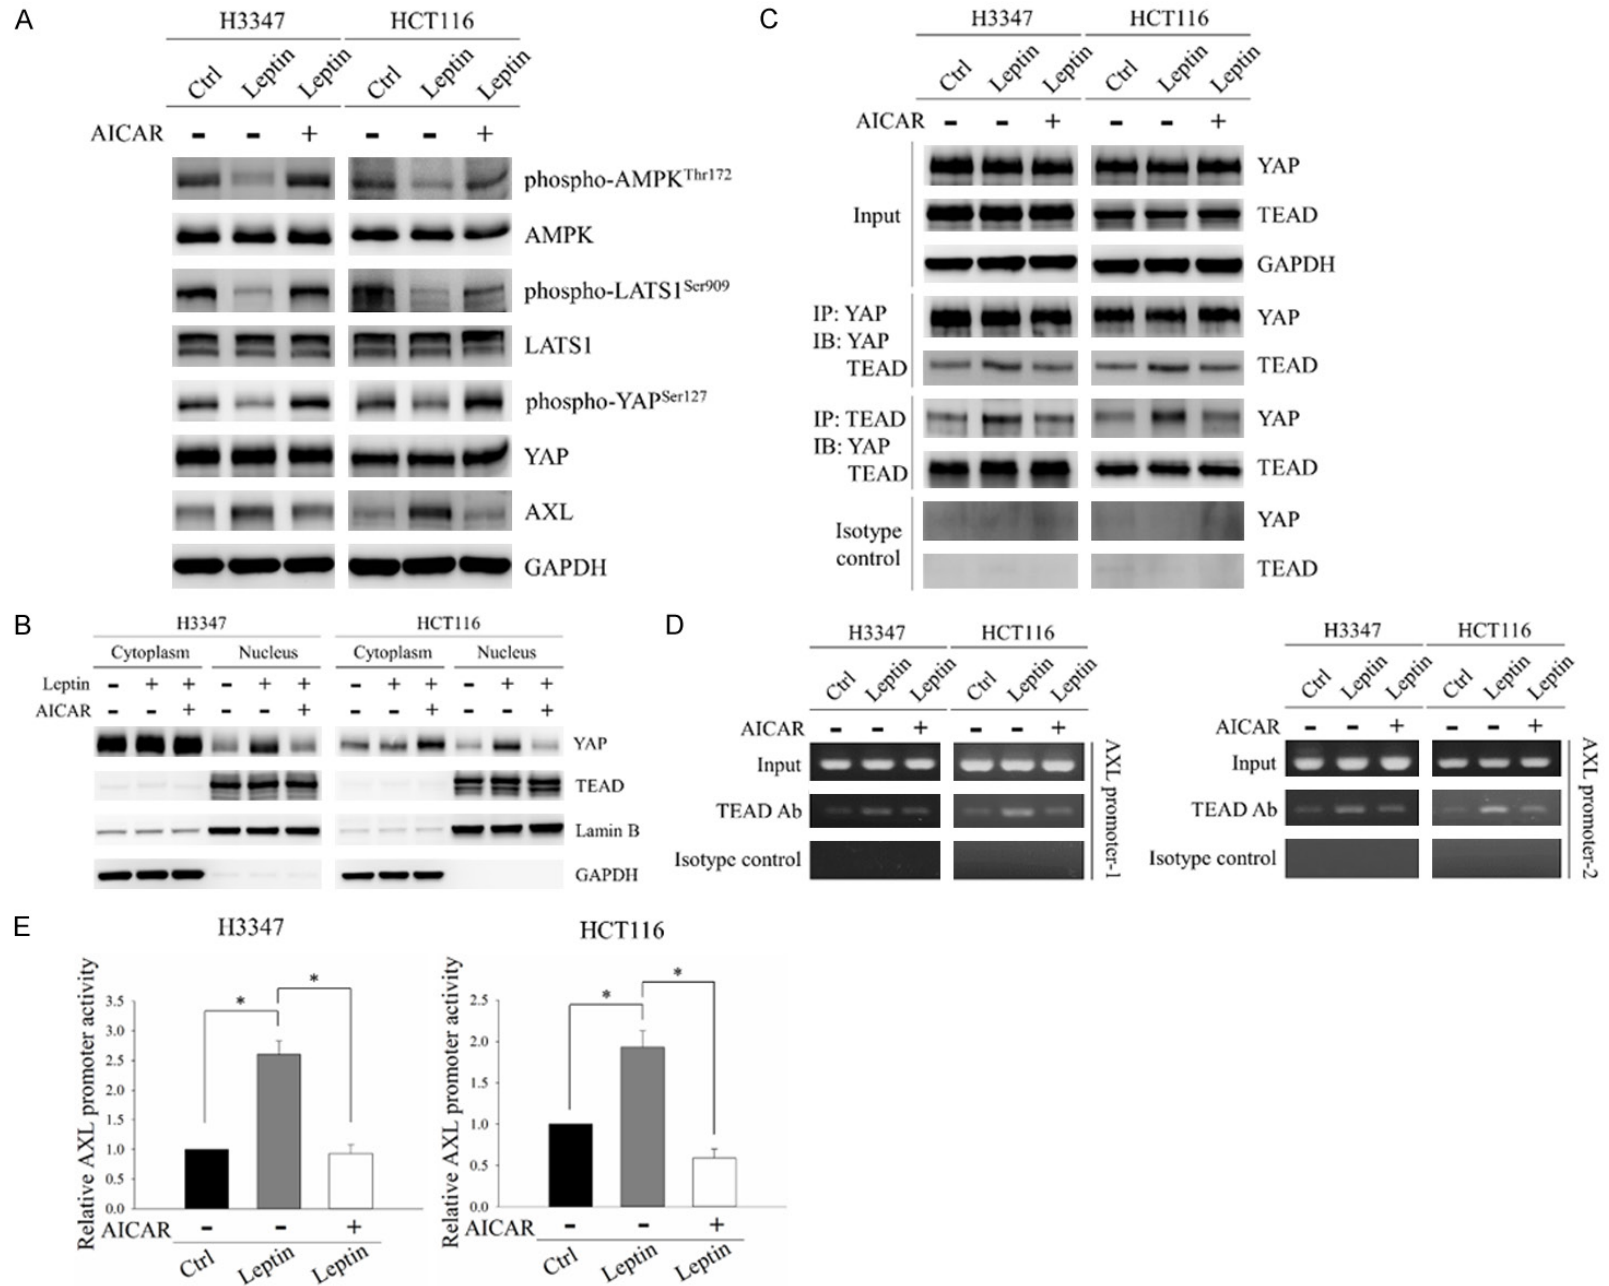 A
H3347 HCT116
Ctrl Leptin Leptin Ctrl Leptin Leptin
AICAR - - + - - +
phospho-AMPKThr172
AMPK
phospho-LATS1Ser909
LATS1
phospho-YAPSer127
YAP
AXL
GAPDH
B
H3347 HCT116
Cytoplasm Nucleus Cytoplasm Nucleus
Leptin - + + - + + - + + - + +
AICAR - - + - - + - - + - - +
YAP
TEAD
Lamin B
GAPDH
C
H3347 HCT116
Ctrl Leptin Leptin Ctrl Leptin Leptin
AICAR - - + - - +
Input
YAP
TEAD
GAPDH
IP: YAP
IB: YAP
TEAD
YAP
TEAD
IP: TEAD
IB: YAP
TEAD
YAP
TEAD
Isotype
control
YAP
TEAD
D
H3347 HCT116
Ctrl Leptin Leptin Ctrl Leptin Leptin
AICAR - - + - - +
Input
TEAD Ab
Isotype control
AXL promoter-1
H3347 HCT116
Ctrl Leptin Leptin Ctrl Leptin Leptin
AICAR - - + - - +
Input
TEAD Ab
Isotype control
AXL promoter-2
E
H3347
Relative AXL promoter activity
3.5
3.0
2.5
2.0
1.5
1.0
0.5
0.0
* *
AICAR - - +
Ctrl Leptin Leptin
HCT116
Relative AXL promoter activity
2.5
2.0
1.5
1.0
0.5
0.0
* *
AICAR - - +
Ctrl Leptin Leptin